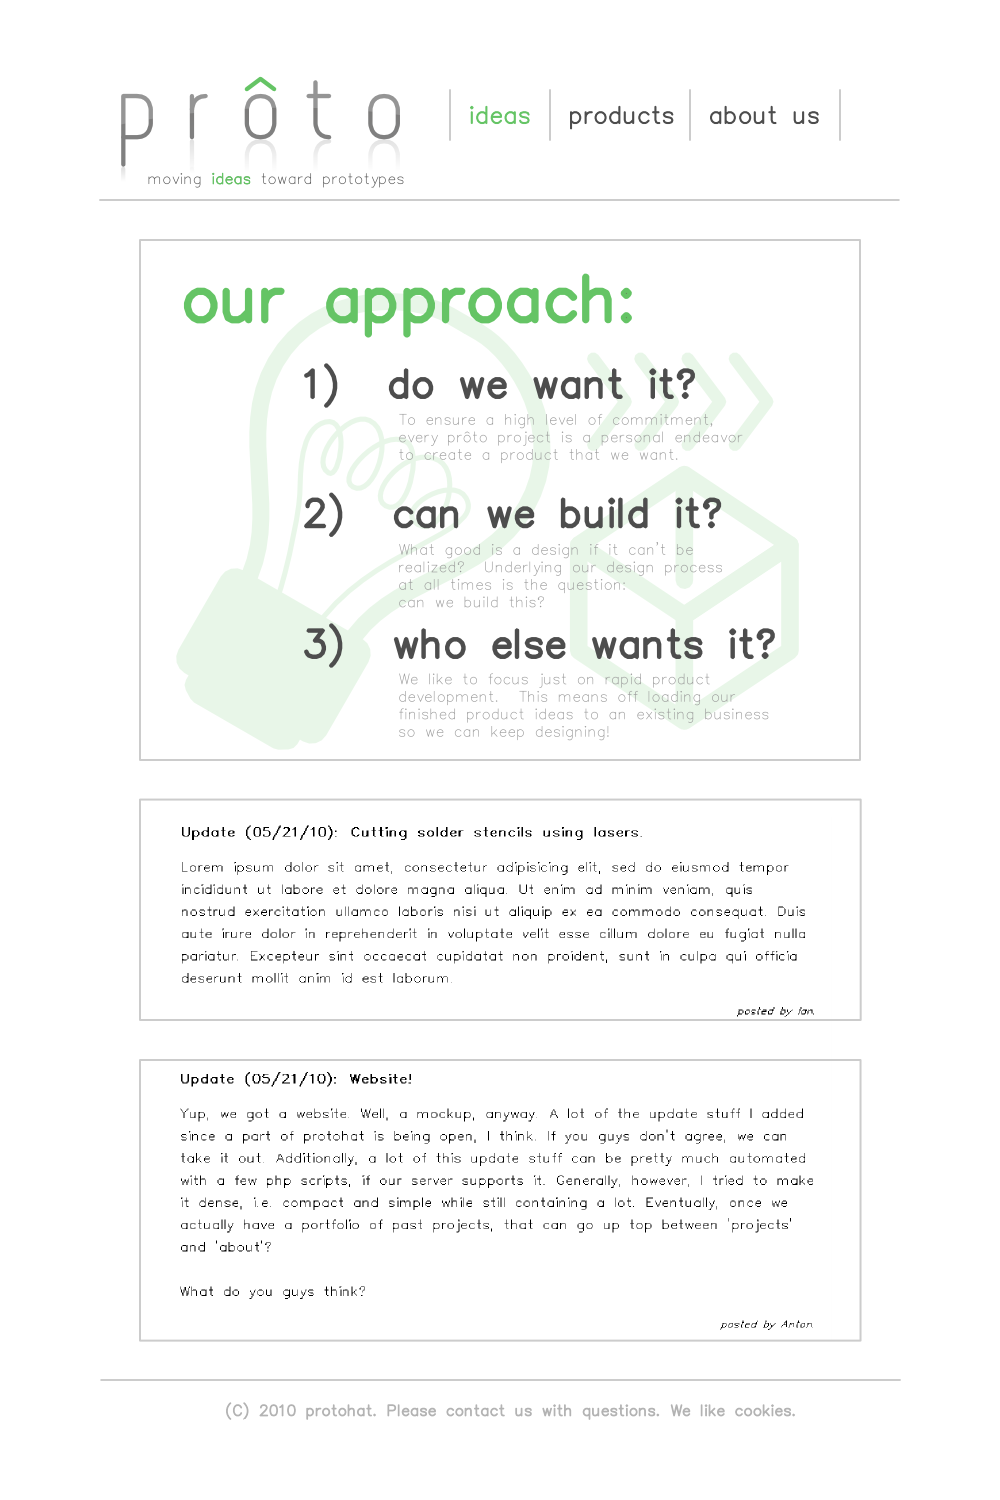 prôto
ideas
products
about us
moving ideas toward prototypes
our approach:
1) do we want it?
To ensure a high level of commitment,
every prôto project is a personal endeavor
to create a product that we want.
2) can we build it?
What good is a design if it can't be
realized? Underlying our design process
at all times is the question:
can we build this?
3) who else wants it?
We like to focus just on rapid product
development. This means off loading our
finished product ideas to an existing business
so we can keep designing!
Update (05/21/10): Cutting solder stencils using lasers.
Lorem ipsum dolor sit amet, consectetur adipisicing elit, sed do eiusmod tempor
incididunt ut labore et dolore magna aliqua. Ut enim ad minim veniam, quis
nostrud exercitation ullamco laboris nisi ut aliquip ex ea commodo consequat. Duis
aute irure dolor in reprehenderit in voluptate velit esse cillum dolore eu fugiat nulla
pariatur. Excepteur sint occaecat cupidatat non proident, sunt in culpa qui officia
deserunt mollit anim id est laborum.
posted by Ian.
Update (05/21/10): Website!
Yup, we got a website. Well, a mockup, anyway. A lot of the update stuff I added
since a part of protohat is being open, I think. If you guys don't agree, we can
take it out. Additionally, a lot of this update stuff can be pretty much automated
with a few php scripts, if our server supports it. Generally, however, I tried to make
it dense, i.e. compact and simple while still containing a lot. Eventually, once we
actually have a portfolio of past projects, that can go up top between 'projects'
and 'about'?
What do you guys think?
posted by Anton.
(C) 2010 protohat. Please contact us with questions. We like cookies.